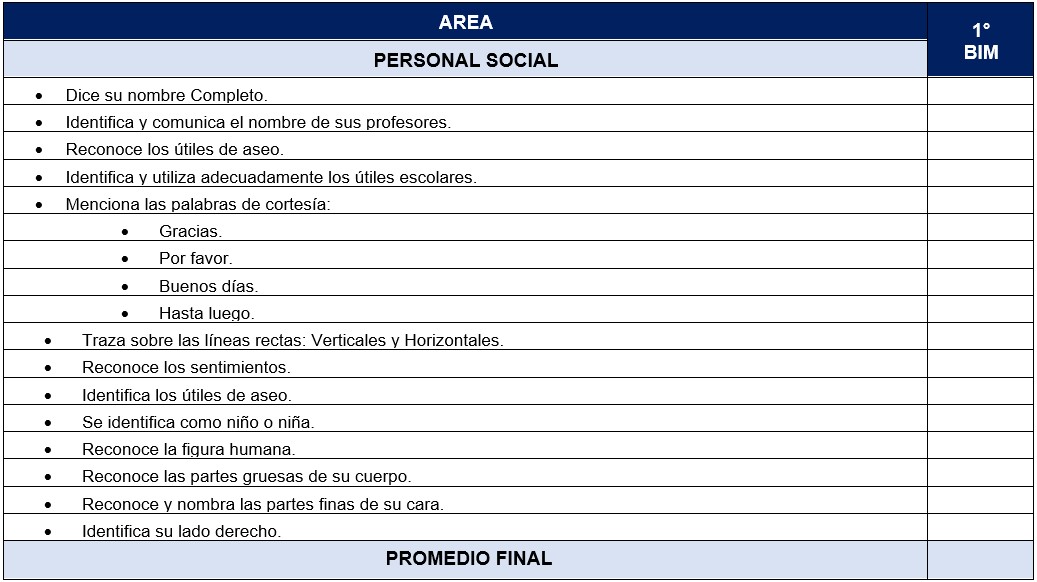 AREA
1°
BIM
PERSONAL SOCIAL
• Dice su nombre Completo.
• Identifica y comunica el nombre de sus profesores.
• Reconoce los útiles de aseo.
• Identifica y utiliza adecuadamente los útiles escolares.
• Menciona las palabras de cortesía:
• Gracias.
• Por favor.
• Buenos días.
• Hasta luego.
• Traza sobre las líneas rectas: Verticales y Horizontales.
• Reconoce los sentimientos.
• Identifica los útiles de aseo.
• Se identifica como niño o niña.
• Reconoce la figura humana.
• Reconoce las partes gruesas de su cuerpo.
• Reconoce y nombra las partes finas de su cara.
• Identifica su lado derecho.
PROMEDIO FINAL